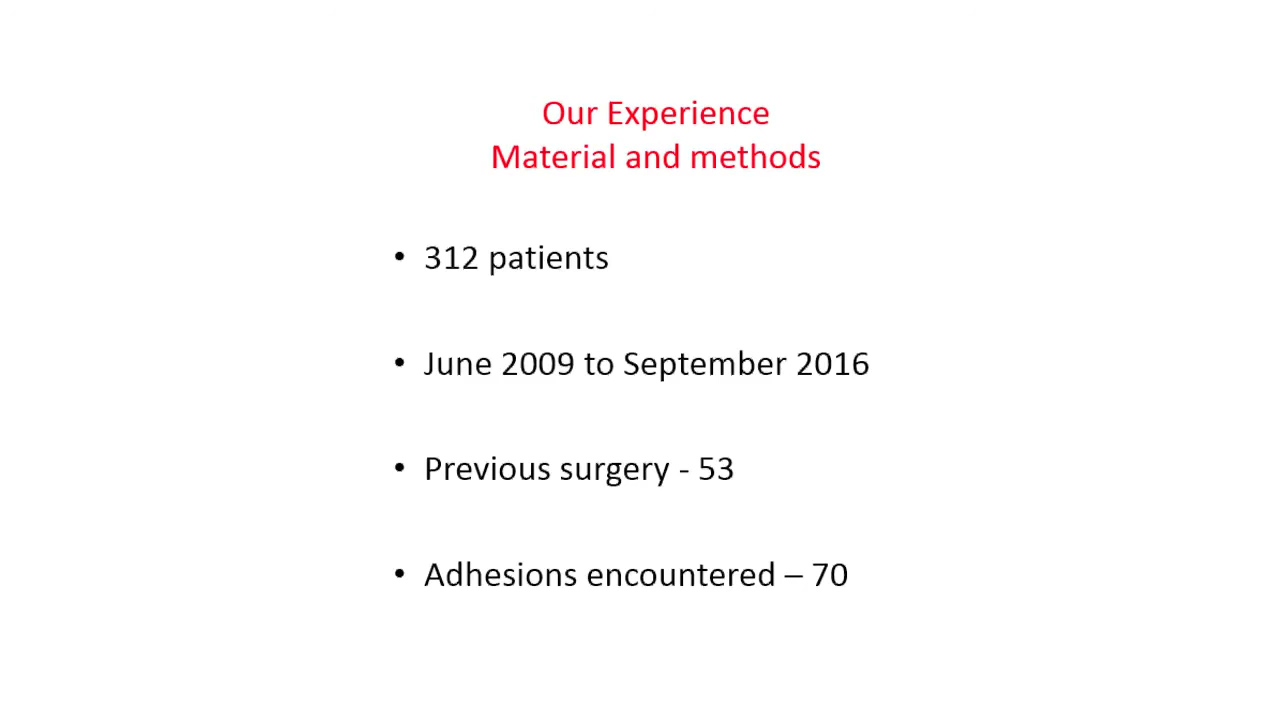 Our Experience
Material and methods
• 312 patients
• June 2009 to September 2016
• Previous surgery - 53
• Adhesions encountered – 70